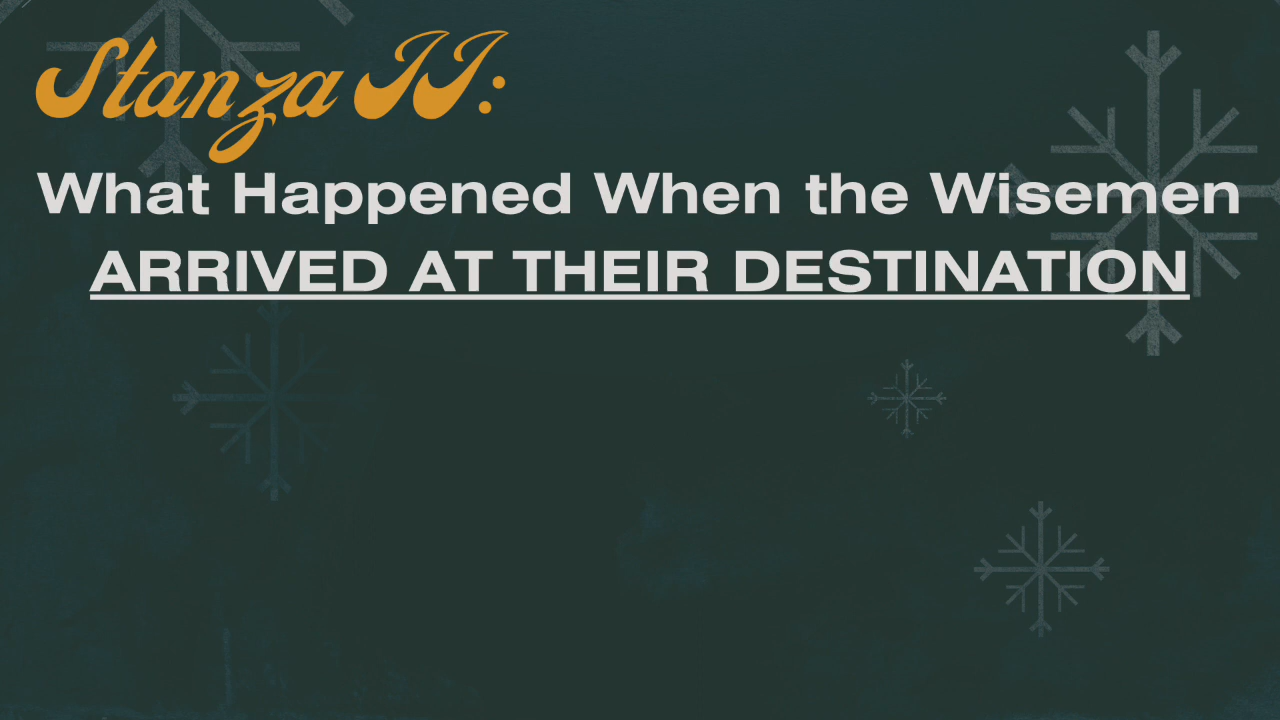 Stanza II:
What Happened When the Wisemen
ARRIVED AT THEIR DESTINATION